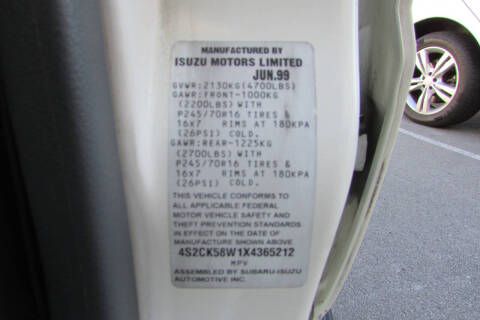 MANUFACTURED BY
ISUZU MOTORS LIMITED
JUN.99
GVWR:2130KG(4700LBS)
GAWR:FRONT-1000KG
(2200LBS)WITH
P245/70R16 TIRES &
16x7 RIMS AT 180KPA
(26PSI) COLD.
GAWR:REAR-1225KG
(2700LBS)WITH
P245/70R16 TIRES &
16x7 RIMS AT 180KPA
(26PSI) COLD.
THIS VEHICLE CONFORMS TO
ALL APPLICABLE FEDERAL
MOTOR VEHICLE SAFETY AND
THEFT PREVENTION STANDARDS
IN EFFECT ON THE DATE OF
MANUFACTURE SHOWN ABOVE
4S2CK58W1X4365212
MPV
ASSEMBLED BY SUBARU-ISUZU
AUTOMOTIVE INC.